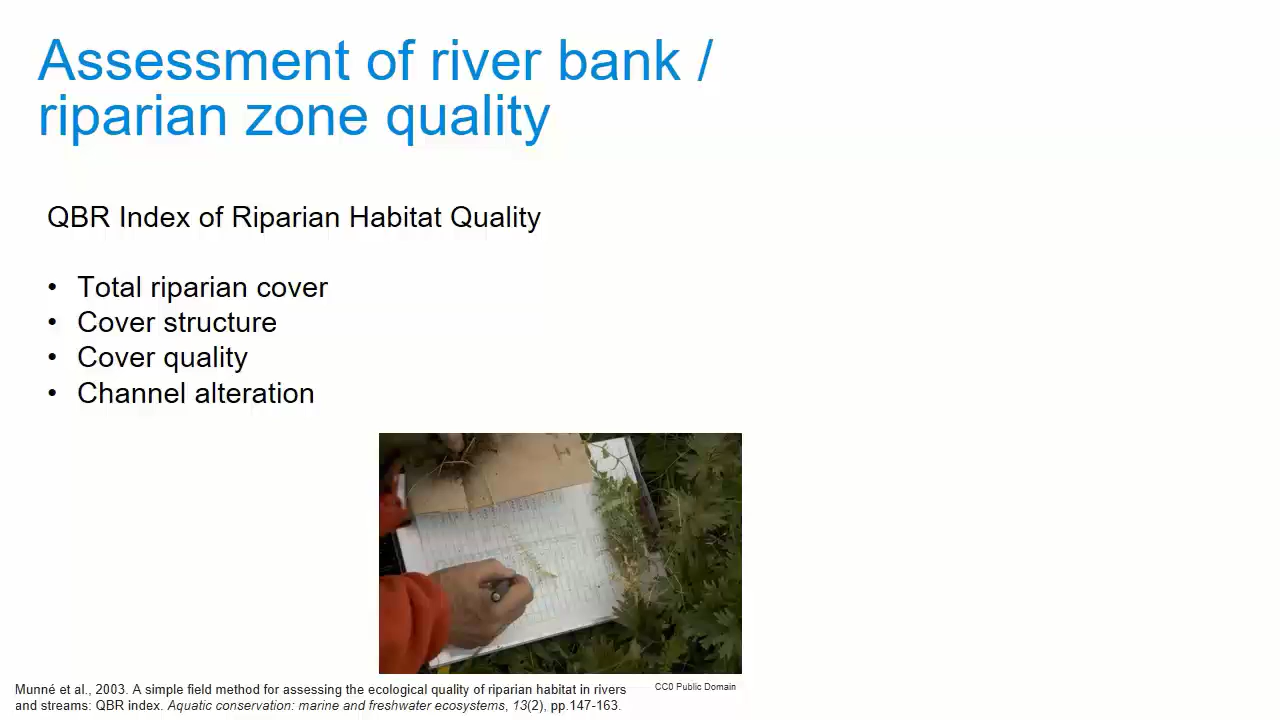 Assessment of river bank /
riparian zone quality
QBR Index of Riparian Habitat Quality
• Total riparian cover
• Cover structure
• Cover quality
• Channel alteration
Munné et al., 2003. A simple field method for assessing the ecological quality of riparian habitat in rivers
and streams: QBR index. Aquatic conservation: marine and freshwater ecosystems, 13(2), pp.147-163.
CC0 Public Domain